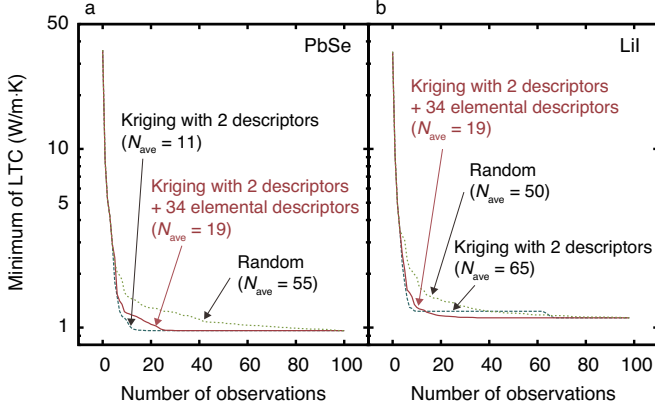 a
b
50
PbSe
LiI
Kriging with 2 descriptors
+ 34 elemental descriptors
(Nave = 19)
Kriging with 2 descriptors
(Nave = 11)
Random
(Nave = 50)
Kriging with 2 descriptors
+ 34 elemental descriptors
(Nave = 19)
Kriging with 2 descriptors
(Nave = 65)
Random
(Nave = 55)
Minimum of LTC (W/m·K)
10
5
1
0 20 40 60 80 100
0 20 40 60 80 100
Number of observations
Number of observations